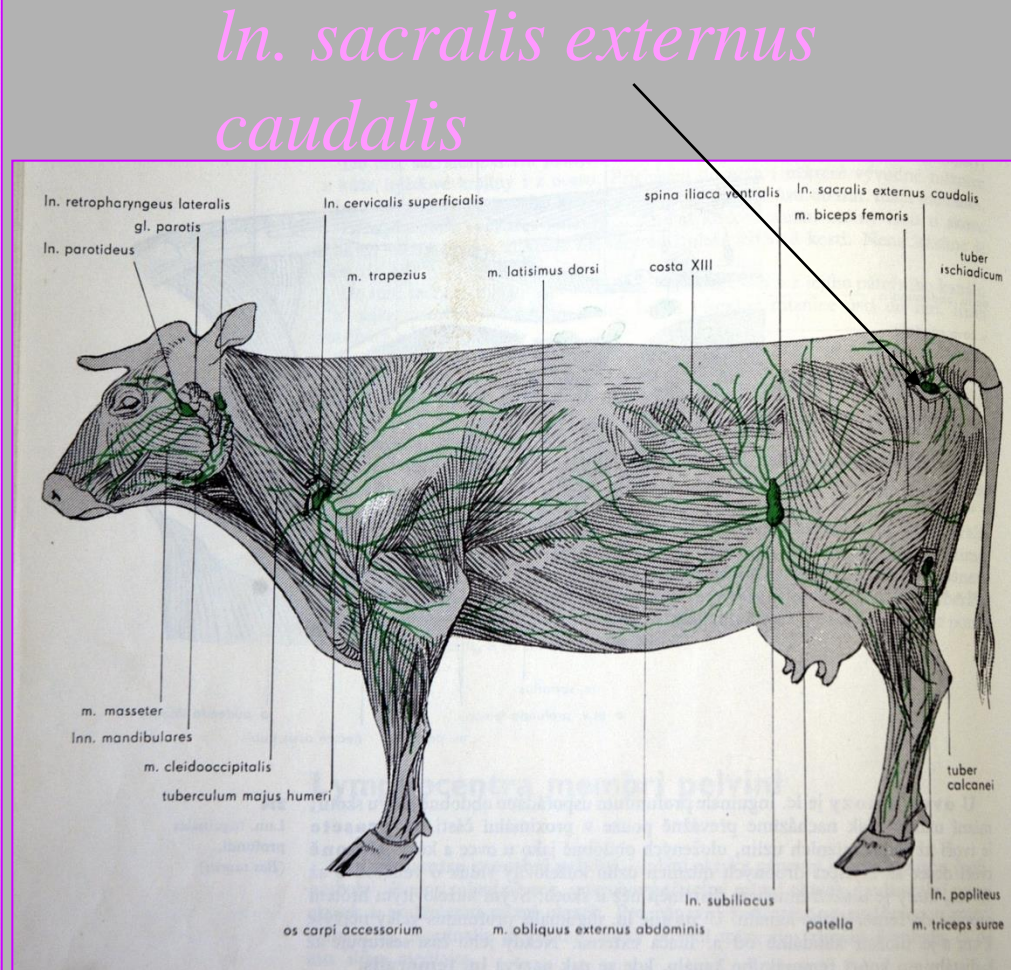 ln. sacralis externus
caudalis
ln. retropharyngeus lateralis
gl. parotis
ln. parotideus
ln. cervicalis superficialis
m. trapezius
m. latisimus dorsi
costa XIII
spina iliaca ventralis
ln. sacralis externus caudalis
m. biceps femoris
tuber
ischiadicum
m. masseter
lnn. mandibulares
m. cleidooccipitalis
tuberculum majus humeri
tuber
calcanei
ln. subiliacus
ln. popliteus
os carpi accessorium
m. obliquus externus abdominis
patella
m. triceps surae